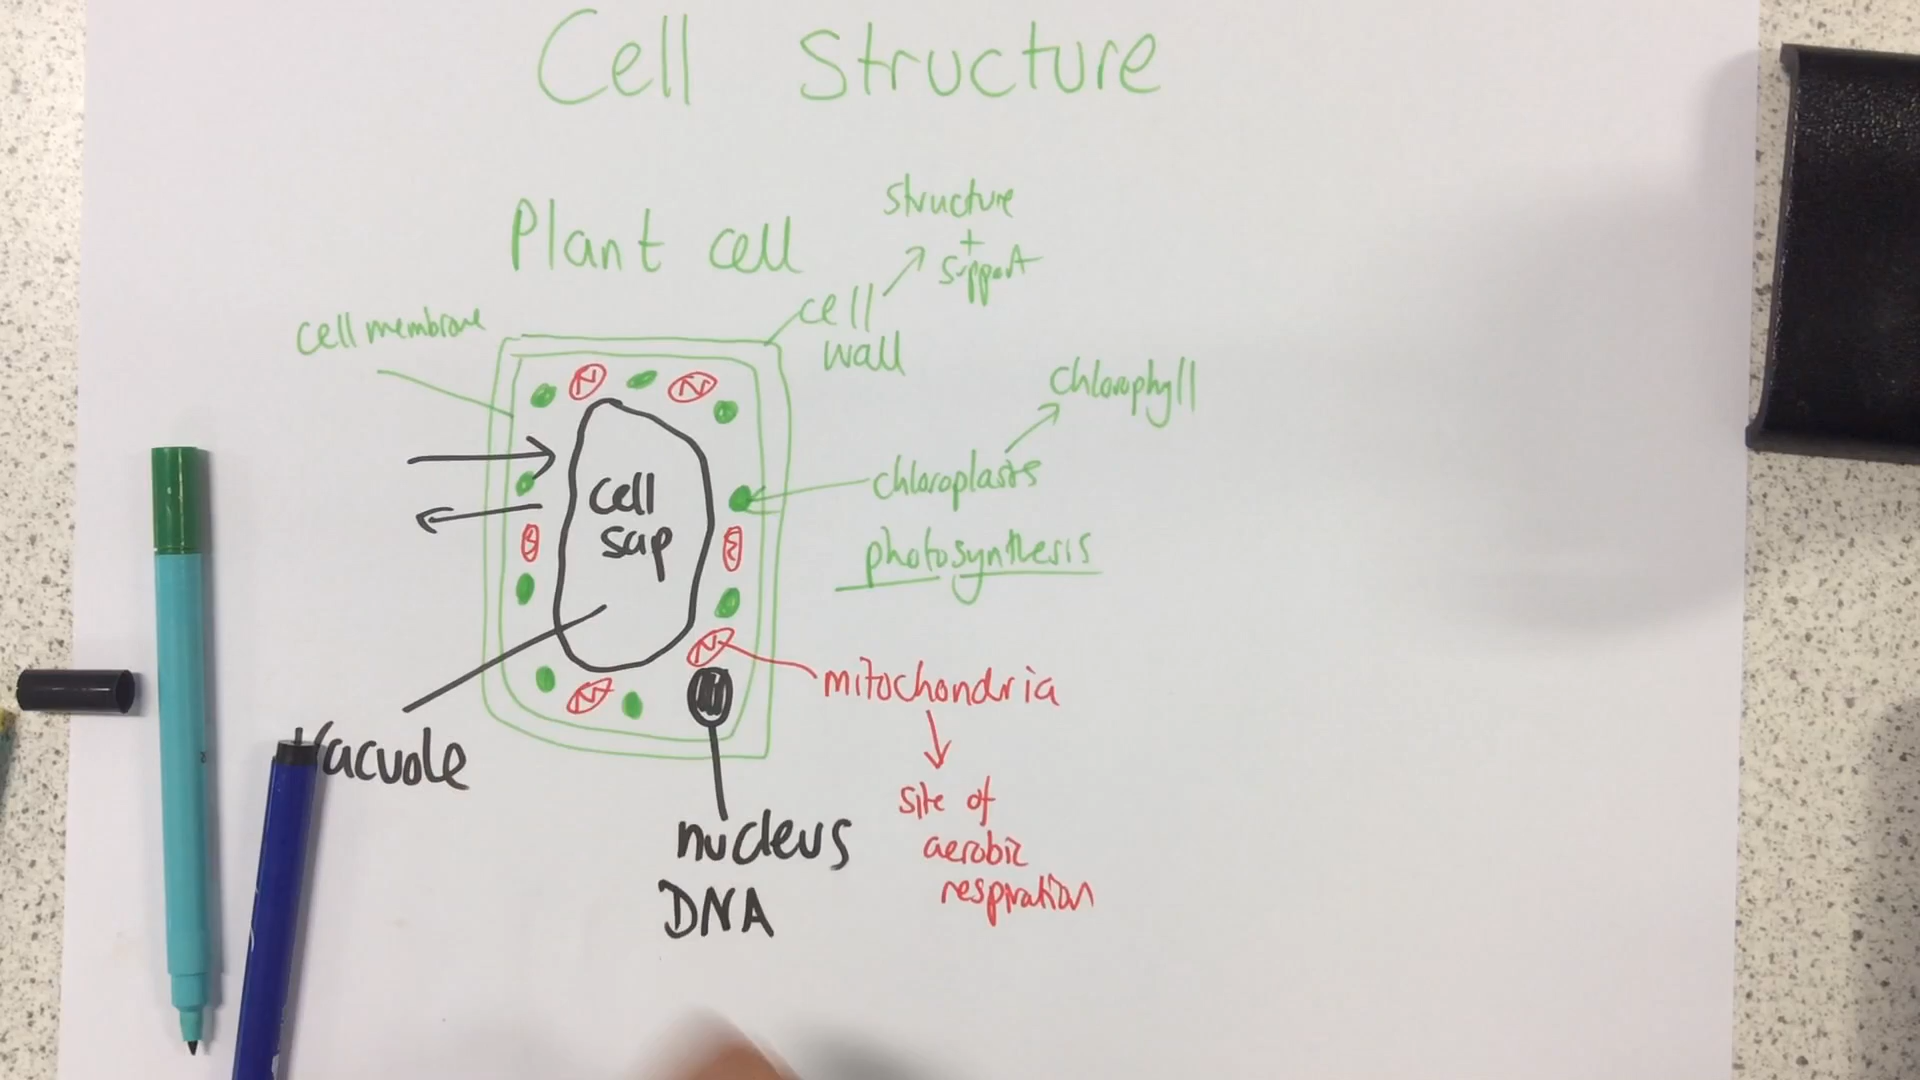 Cell Structure
Plant cell
structure
+
support
cell membrane
cell
wall
chlorophyll
chloroplasts
photosynthesis
cell
sap
mitochondria
site of
aerobic
respiration
vacuole
nucleus
DNA